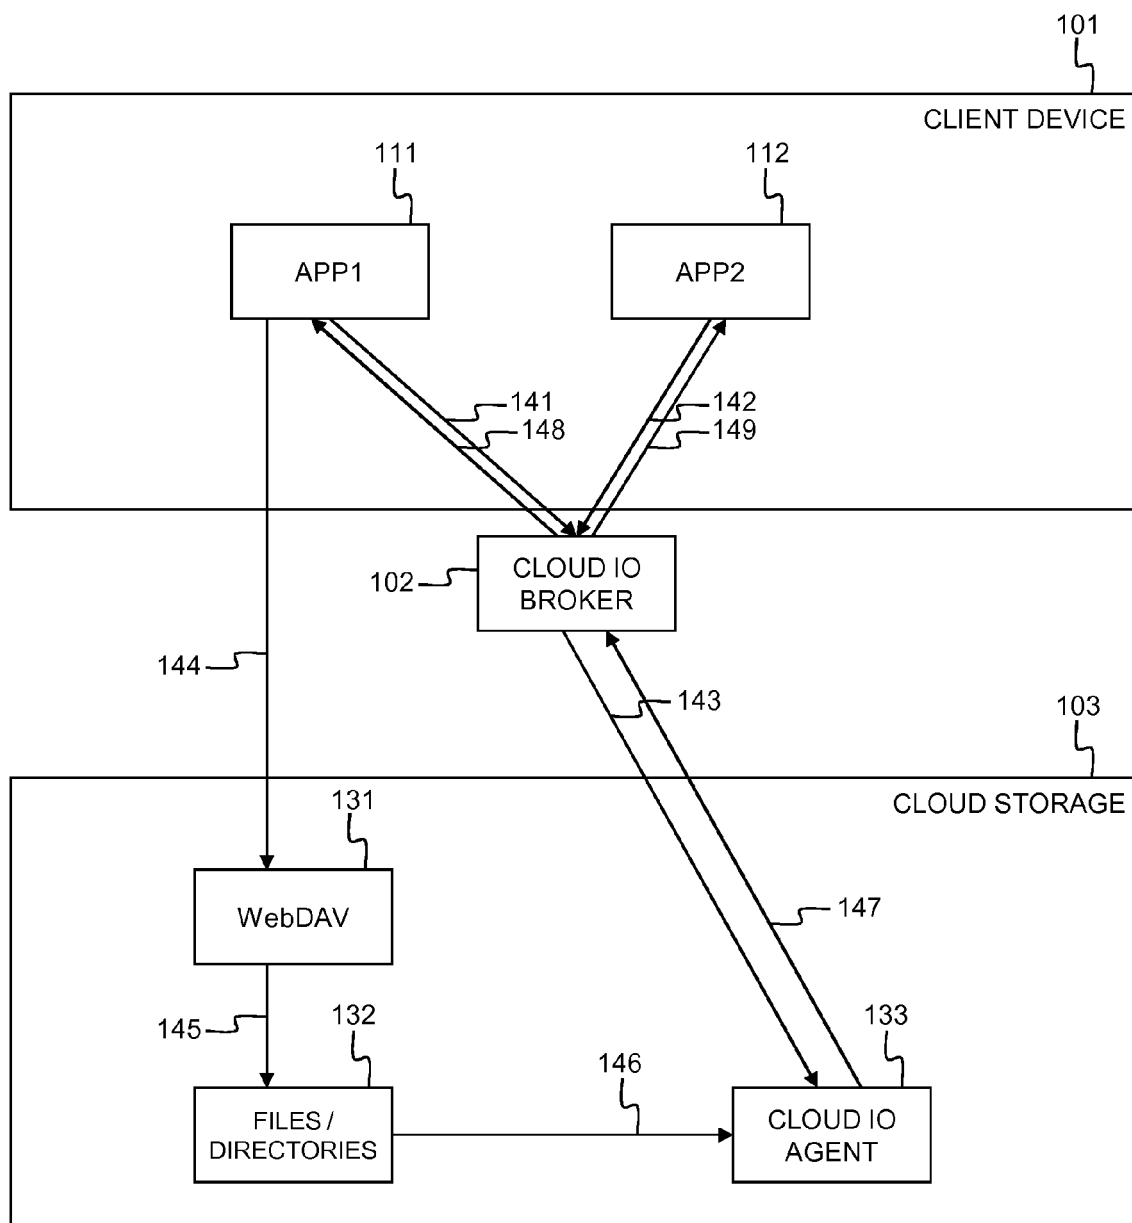 101
CLIENT DEVICE
111
112
APP1
APP2
141
148
142
149
102
CLOUD IO
BROKER
144
143
103
CLOUD STORAGE
131
WebDAV
147
145
132
146
133
FILES /
DIRECTORIES
CLOUD IO
AGENT